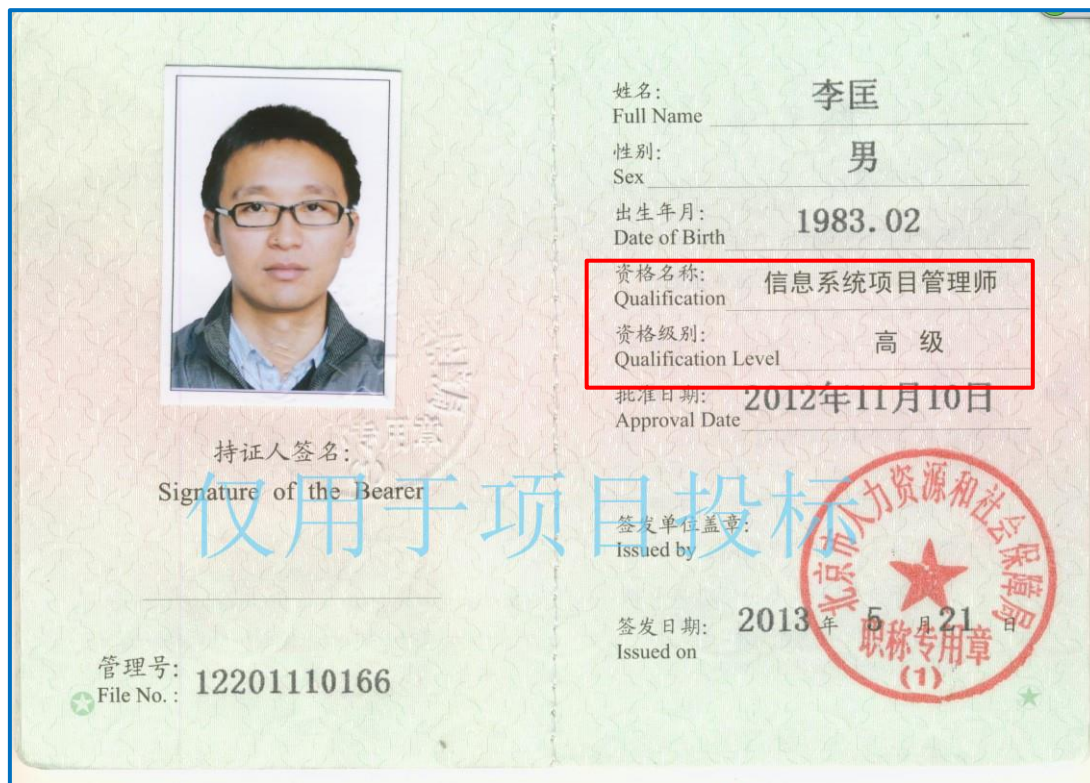 持证人签名:
Signature of the Bearer
管理号:
File No. : 12201110166
姓名: 李匡
Full Name
性别: 男
Sex
出生年月: 1983.02
Date of Birth
资格名称: 信息系统项目管理师
Qualification
资格级别: 高 级
Qualification Level
批准日期: 2012年11月10日
Approval Date
签发单位盖章:
Issued by
签发日期: 2013 年 5 月 21 日
Issued on
北京市人力资源和社会保障局
职称专用章
(1)
专用章
仅用于项目投标